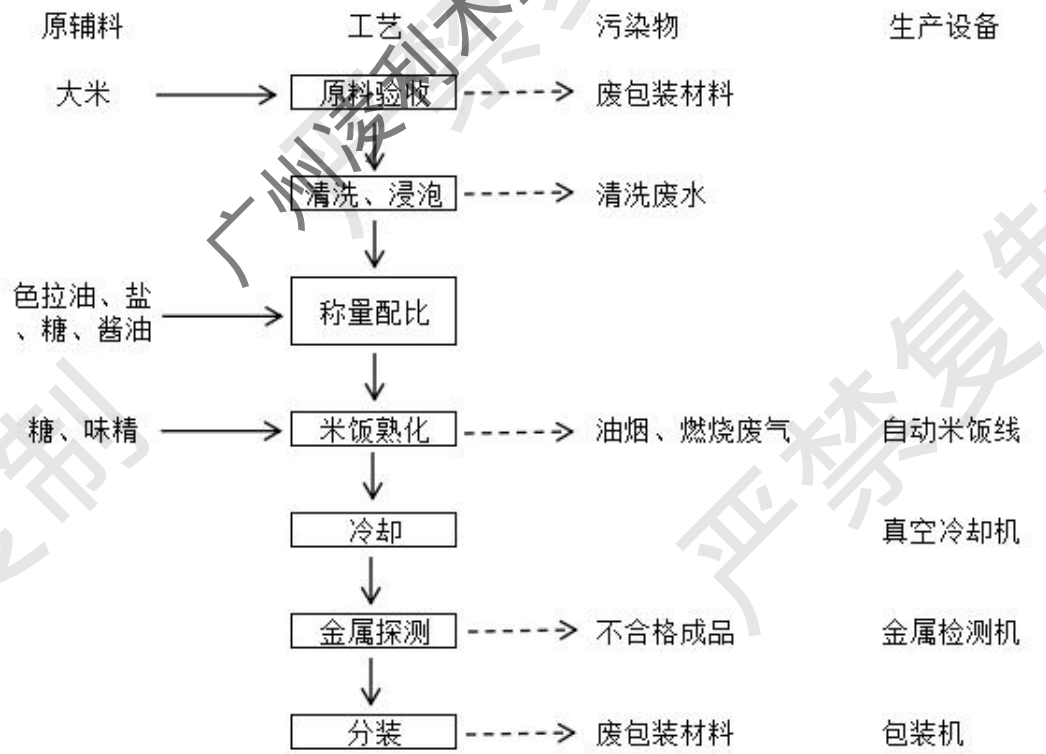 原辅料 工艺 污染物 生产设备
大米 原料验收 废包装材料
清洗、浸泡 清洗废水
色拉油、盐
、糖、酱油
称量配比
糖、味精 米饭熟化 油烟、燃烧废气 自动米饭线
冷却 真空冷却机
金属探测 不合格成品 金属检测机
分装 废包装材料 包装机
广州凌利
严禁复制